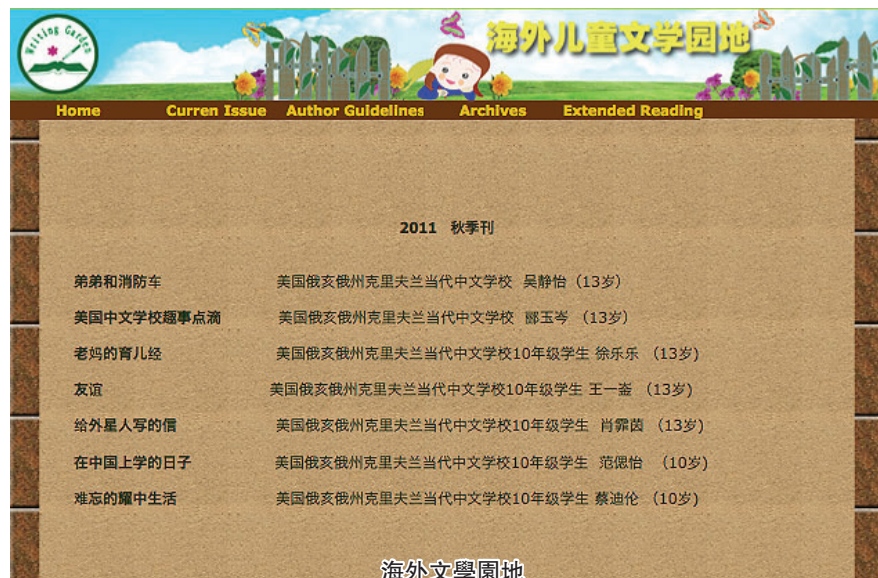 Writing Garden
海外儿童文学园地
Home Curren Issue Author Guidelines Archives Extended Reading
2011 秋季刊
弟弟和消防车 美国俄亥俄州克里夫兰当代中文学校 吴静怡（13岁）
美国中文学校趣事点滴 美国俄亥俄州克里夫兰当代中文学校 郦玉岑 （13岁）
老妈的育儿经 美国俄亥俄州克里夫兰当代中文学校10年级学生 徐乐乐 （13岁)
友谊 美国俄亥俄州克里夫兰当代中文学校10年级学生 王一崟 （13岁)
给外星人写的信 美国俄亥俄州克里夫兰当代中文学校10年级学生 肖霏茵 （13岁)
在中国上学的日子 美国俄亥俄州克里夫兰当代中文学校10年级学生 范偲怡 （10岁)
难忘的耀中生活 美国俄亥俄州克里夫兰当代中文学校10年级学生 蔡迪伦 （10岁)
海外文學園地